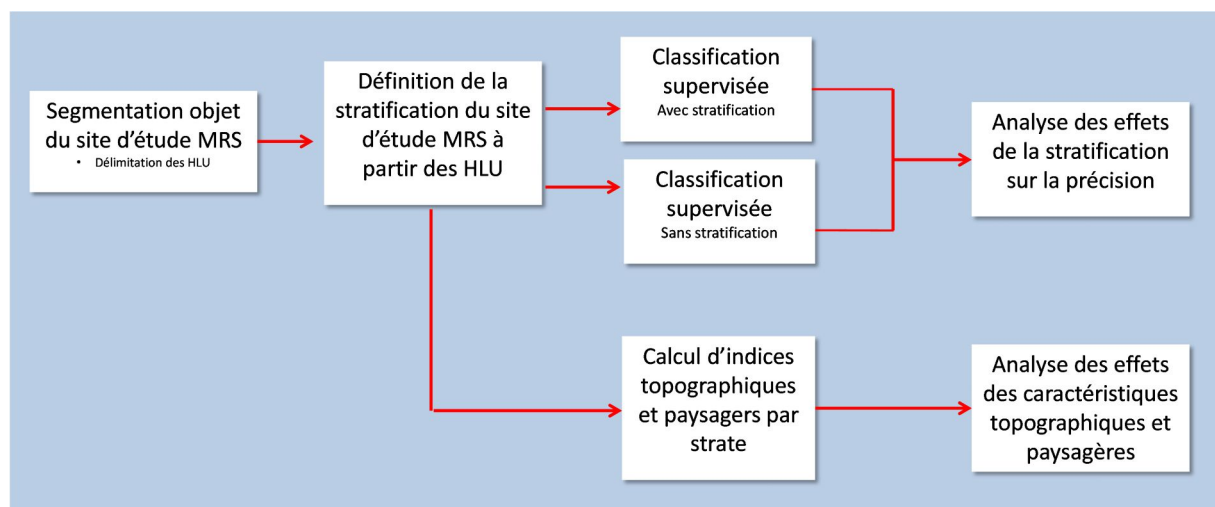 Segmentation objet
du site d'étude MRS
• Délimitation des HLU
Définition de la
stratification du site
d'étude MRS à
partir des HLU
Classification
supervisée
Avec stratification
Classification
supervisée
Sans stratification
Analyse des effets
de la stratification
sur la précision
Calcul d'indices
topographiques
et paysagers par
strate
Analyse des effets
des caractéristiques
topographiques et
paysagères